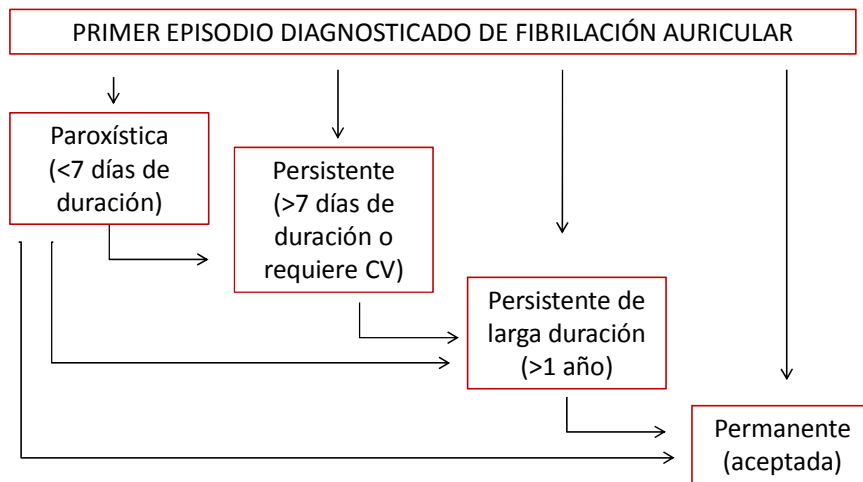 PRIMER EPISODIO DIAGNOSTICADO DE FIBRILACIÓN AURICULAR
Paroxística
(<7 días de
duración)
Persistente
(>7 días de
duración o
requiere CV)
Persistente de
larga duración
(>1 año)
Permanente
(aceptada)